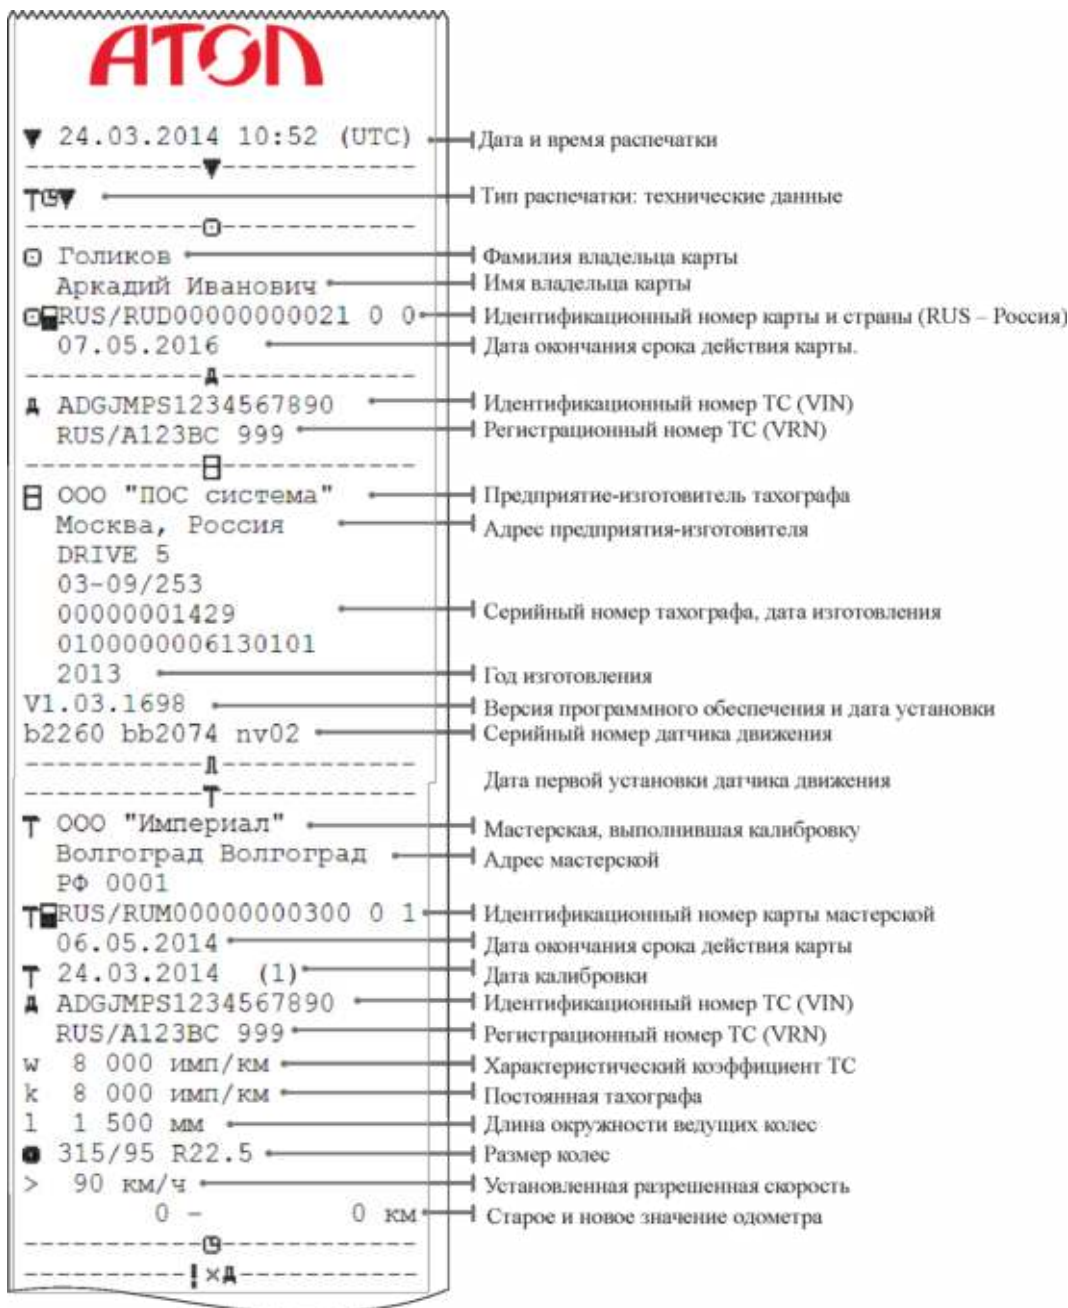 АТОЛ
▼ 24.03.2014 10:52 (UTC) Дата и время распечатки
Тип распечатки: технические данные
Голиков Фамилия владельца карты
Аркадий Иванович Имя владельца карты
RUS/RUD00000000021 0 0 Идентификационный номер карты и страны (RUS – Россия)
07.05.2016 Дата окончания срока действия карты.
ADGJMPS1234567890 Идентификационный номер ТС (VIN)
RUS/A123BC 999 Регистрационный номер ТС (VRN)
ООО "ПОС система" Предприятие-изготовитель тахографа
Москва, Россия Адрес предприятия-изготовителя
DRIVE 5
03-09/253
00000001429 Серийный номер тахографа, дата изготовления
0100000006130101
2013 Год изготовления
V1.03.1698 Версия программного обеспечения и дата установки
b2260 bb2074 nv02 Серийный номер датчика движения
Дата первой установки датчика движения
ООО "Империал" Мастерская, выполнившая калибровку
Волгоград Волгоград Адрес мастерской
РФ 0001
RUS/RUM00000000300 0 1 Идентификационный номер карты мастерской
06.05.2014 Дата окончания срока действия карты
24.03.2014 (1) Дата калибровки
ADGJMPS1234567890 Идентификационный номер ТС (VIN)
RUS/A123BC 999 Регистрационный номер ТС (VRN)
w 8 000 имп/км Характеристический коэффициент ТС
k 8 000 имп/км Постоянная тахографа
l 1 500 мм Длина окружности ведущих колес
315/95 R22.5 Размер колес
> 90 км/ч Установленная разрешенная скорость
0 - 0 км Старое и новое значение одометра